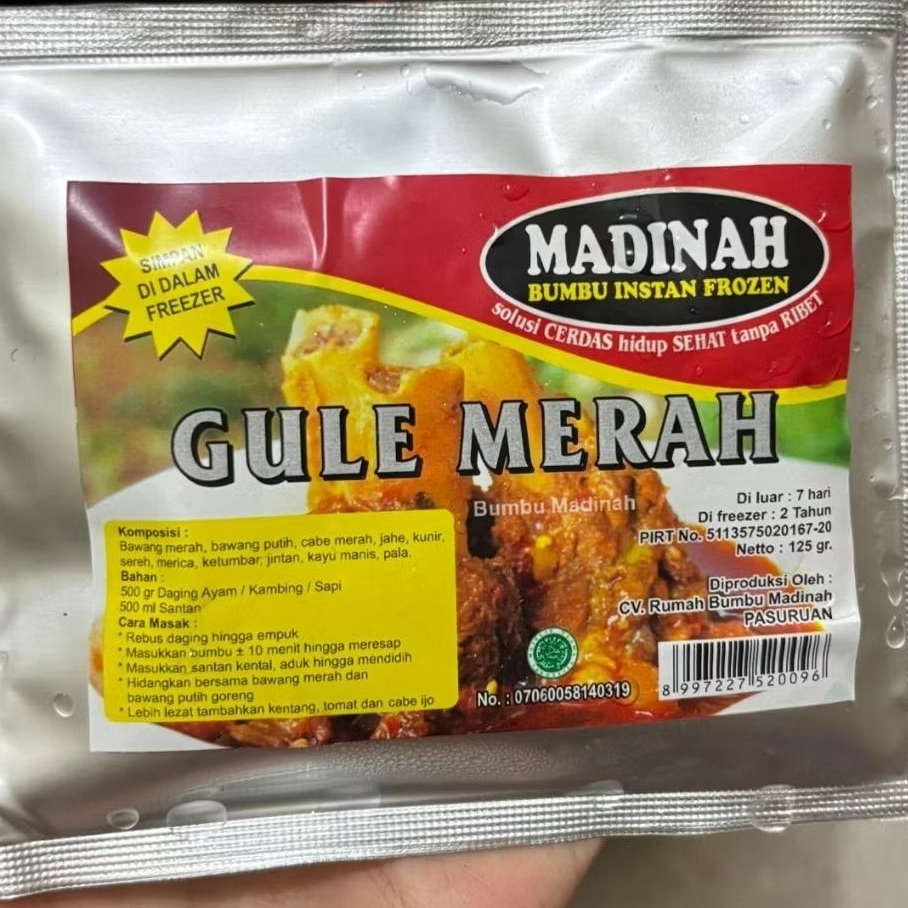 SIMPAN
DI DALAM
FREEZER
MADINAH
BUMBU INSTAN FROZEN
solusi CERDAS hidup SEHAT tanpa RIBET
GULE MERAH
Bumbu Madinah
Di luar : 7 hari
Di freezer : 2 Tahun
PIRT No. 5113575020167-20
Netto : 125 gr.
Diproduksi Oleh :
CV. Rumah Bumbu Madinah
PASURUAN
Komposisi :
Bawang merah, bawang putih, cabe merah, jahe, kunir,
sereh, merica, ketumbar, jintan, kayu manis, pala.
Bahan :
500 gr Daging Ayam / Kambing / Sapi
500 ml Santan
Cara Masak :
* Rebus daging hingga empuk
* Masukkan bumbu ± 10 menit hingga meresap
* Masukkan santan kental, aduk hingga mendidih
* Hidangkan bersama bawang merah dan
bawang putih goreng
* Lebih lezat tambahkan kentang, tomat dan cabe ijo
No. : 07060058140319
8 997227 520096